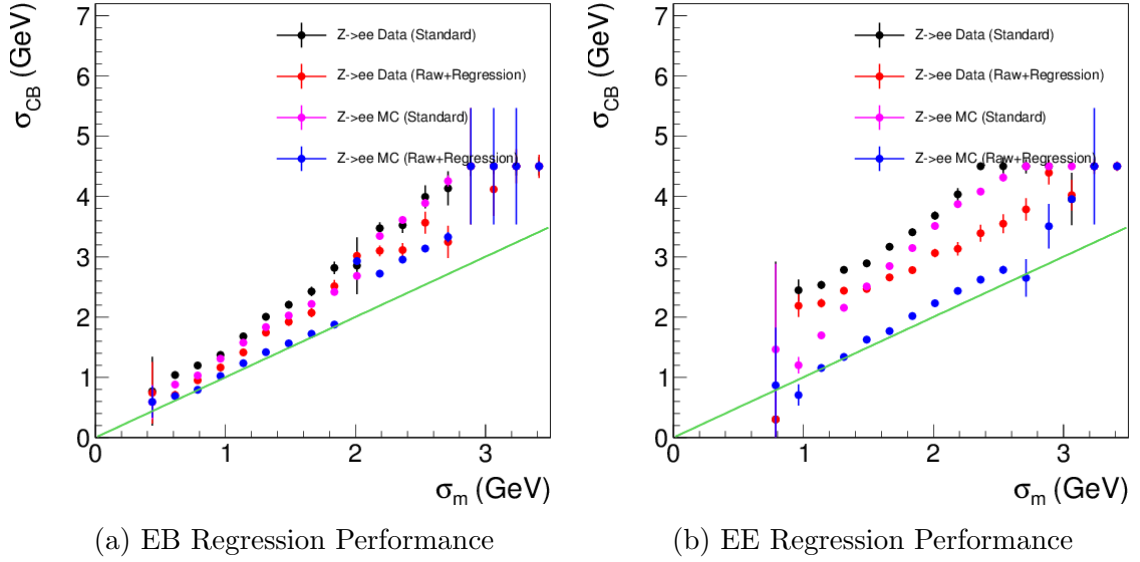 σCB (GeV)
7
6
5
4
3
2
1
0
Z->ee Data (Standard)
Z->ee Data (Raw+Regression)
Z->ee MC (Standard)
Z->ee MC (Raw+Regression)
0 1 2 3
σm (GeV)
(a) EB Regression Performance
σCB (GeV)
7
6
5
4
3
2
1
0
Z->ee Data (Standard)
Z->ee Data (Raw+Regression)
Z->ee MC (Standard)
Z->ee MC (Raw+Regression)
0 1 2 3
σm (GeV)
(b) EE Regression Performance